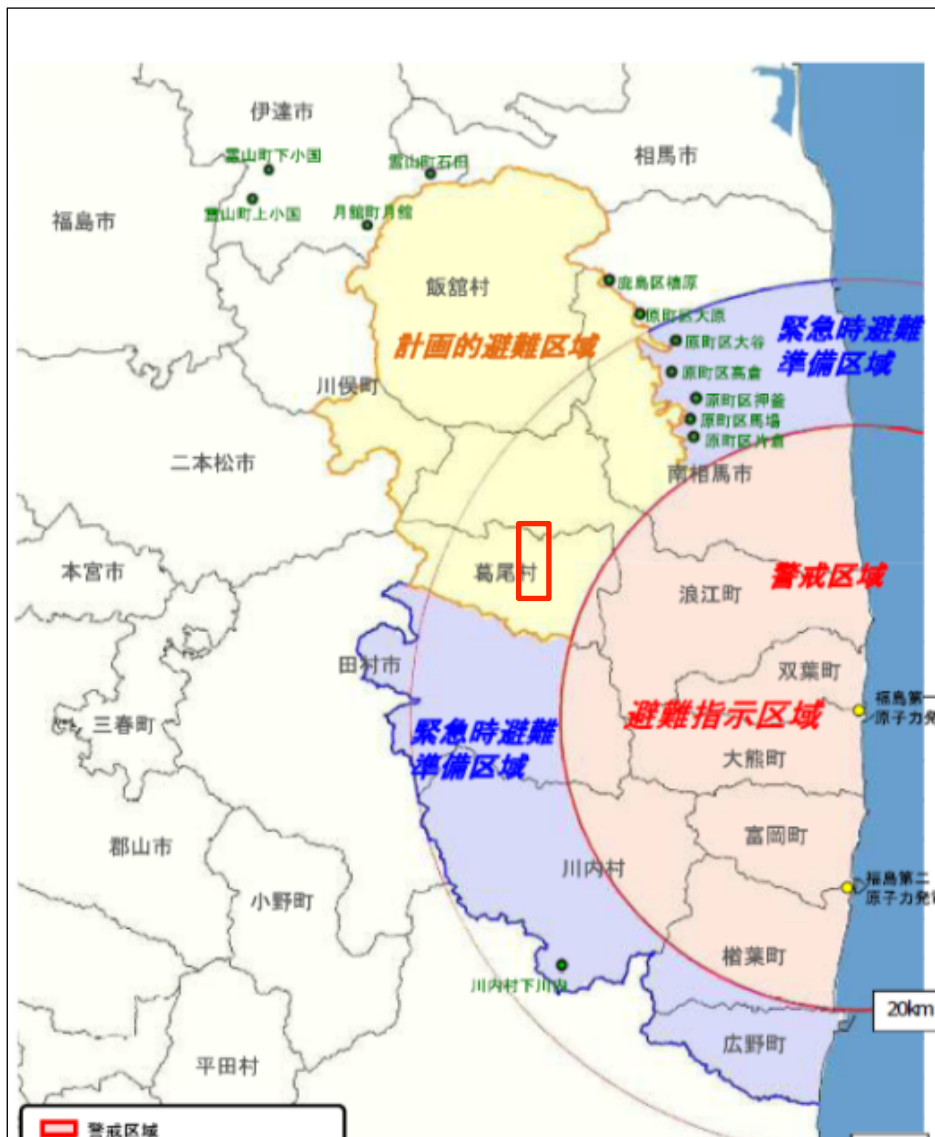 伊達市
霊山町下小国
霊山町石田
相馬市
霊山町上小国
月舘町月舘
福島市
飯舘村
鹿島区橲原
原町区大原
緊急時避難
準備区域
計画的避難区域
原町区大谷
原町区高倉
川俣町
原町区押釜
原町区馬場
原町区片倉
二本松市
南相馬市
本宮市
葛尾村
警戒区域
浪江町
田村市
双葉町
福島第一
原子力発
三春町
避難指示区域
緊急時避難
準備区域
大熊町
富岡町
郡山市
川内村
小野町
福島第二
原子力発電
楢葉町
川内村下川内
20km
広野町
平田村
警戒区域